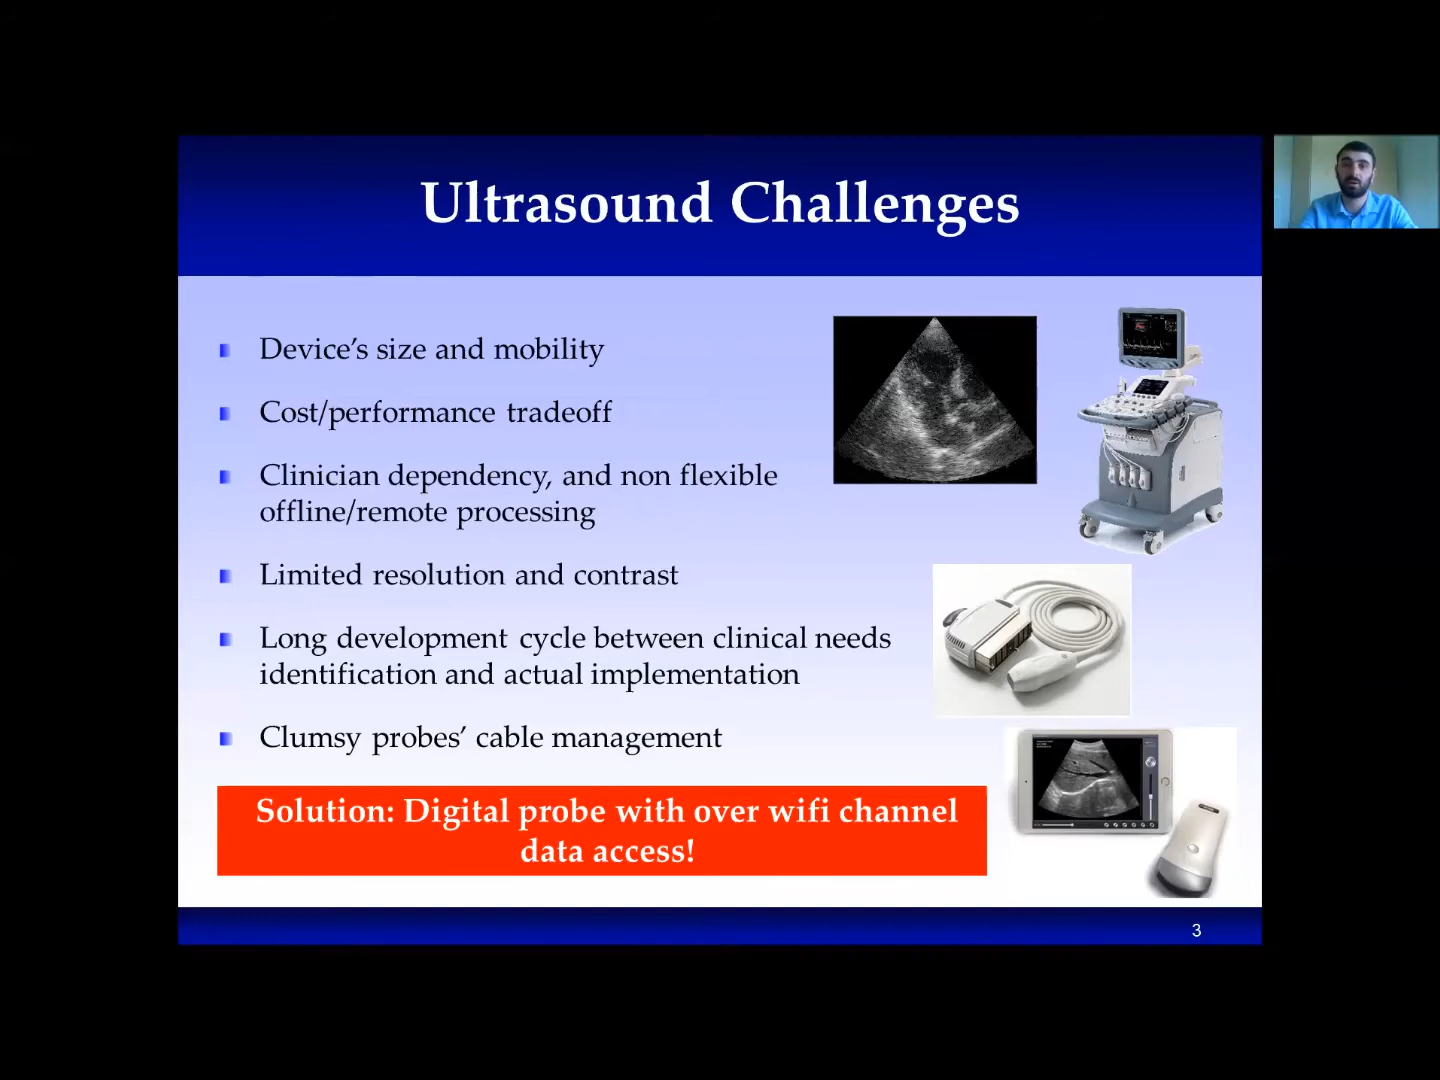 Ultrasound Challenges
Device's size and mobility
Cost/performance tradeoff
Clinician dependency, and non flexible
offline/remote processing
Limited resolution and contrast
Long development cycle between clinical needs
identification and actual implementation
Clumsy probes' cable management
Solution: Digital probe with over wifi channel
data access!
3